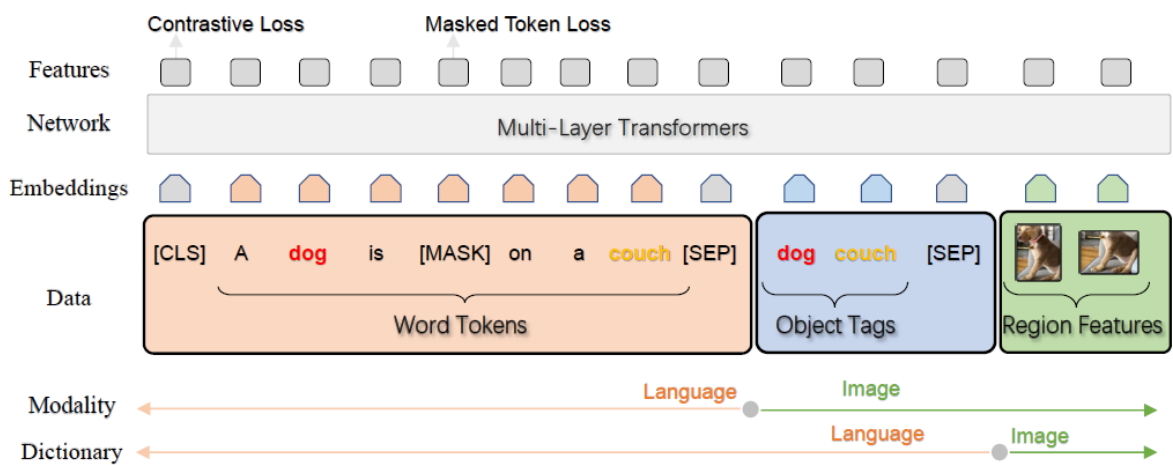 Contrastive Loss Masked Token Loss
Features
Network Multi-Layer Transformers
Embeddings
[CLS] A dog is [MASK] on a couch [SEP] dog couch [SEP]
Data
Word Tokens Object Tags Region Features
Modality Language Image
Dictionary Language Image